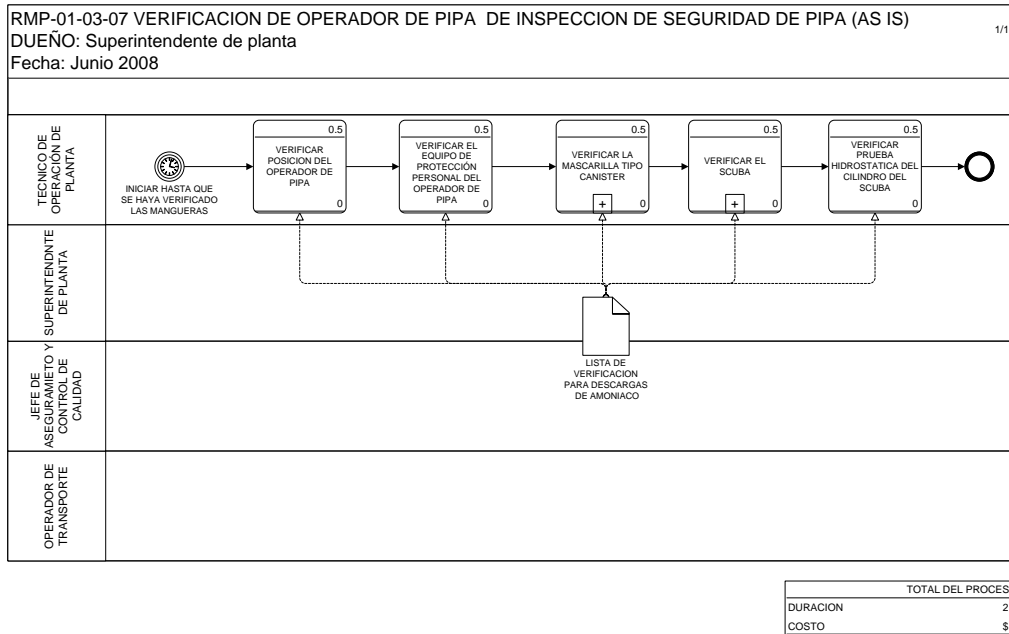 RMP-01-03-07 VERIFICACION DE OPERADOR DE PIPA DE INSPECCION DE SEGURIDAD DE PIPA (AS IS)
1/1
DUEÑO: Superintendente de planta
Fecha: Junio 2008
TECNICO DE
OPERACIÓN DE
PLANTA
INICIAR HASTA QUE
SE HAYA VERIFICADO
LAS MANGUERAS
0.5
VERIFICAR
POSICION DEL
OPERADOR DE
PIPA
0
0.5
VERIFICAR EL
EQUIPO DE
PROTECCIÓN
PERSONAL DEL
OPERADOR DE
PIPA
0
0.5
VERIFICAR LA
MASCARILLA TIPO
CANISTER
+
0
0.5
VERIFICAR EL
SCUBA
+
0
0.5
VERIFICAR
PRUEBA
HIDROSTATICA DEL
CILINDRO DEL
SCUBA
0
SUPERINTENDNTE
DE PLANTA
LISTA DE
VERIFICACION
PARA DESCARGAS
DE AMONIACO
JEFE DE
ASEGURAMIETO Y
CONTROL DE
CALIDAD
OPERADOR DE
TRANSPORTE
TOTAL DEL PROCES
DURACION 2
COSTO $